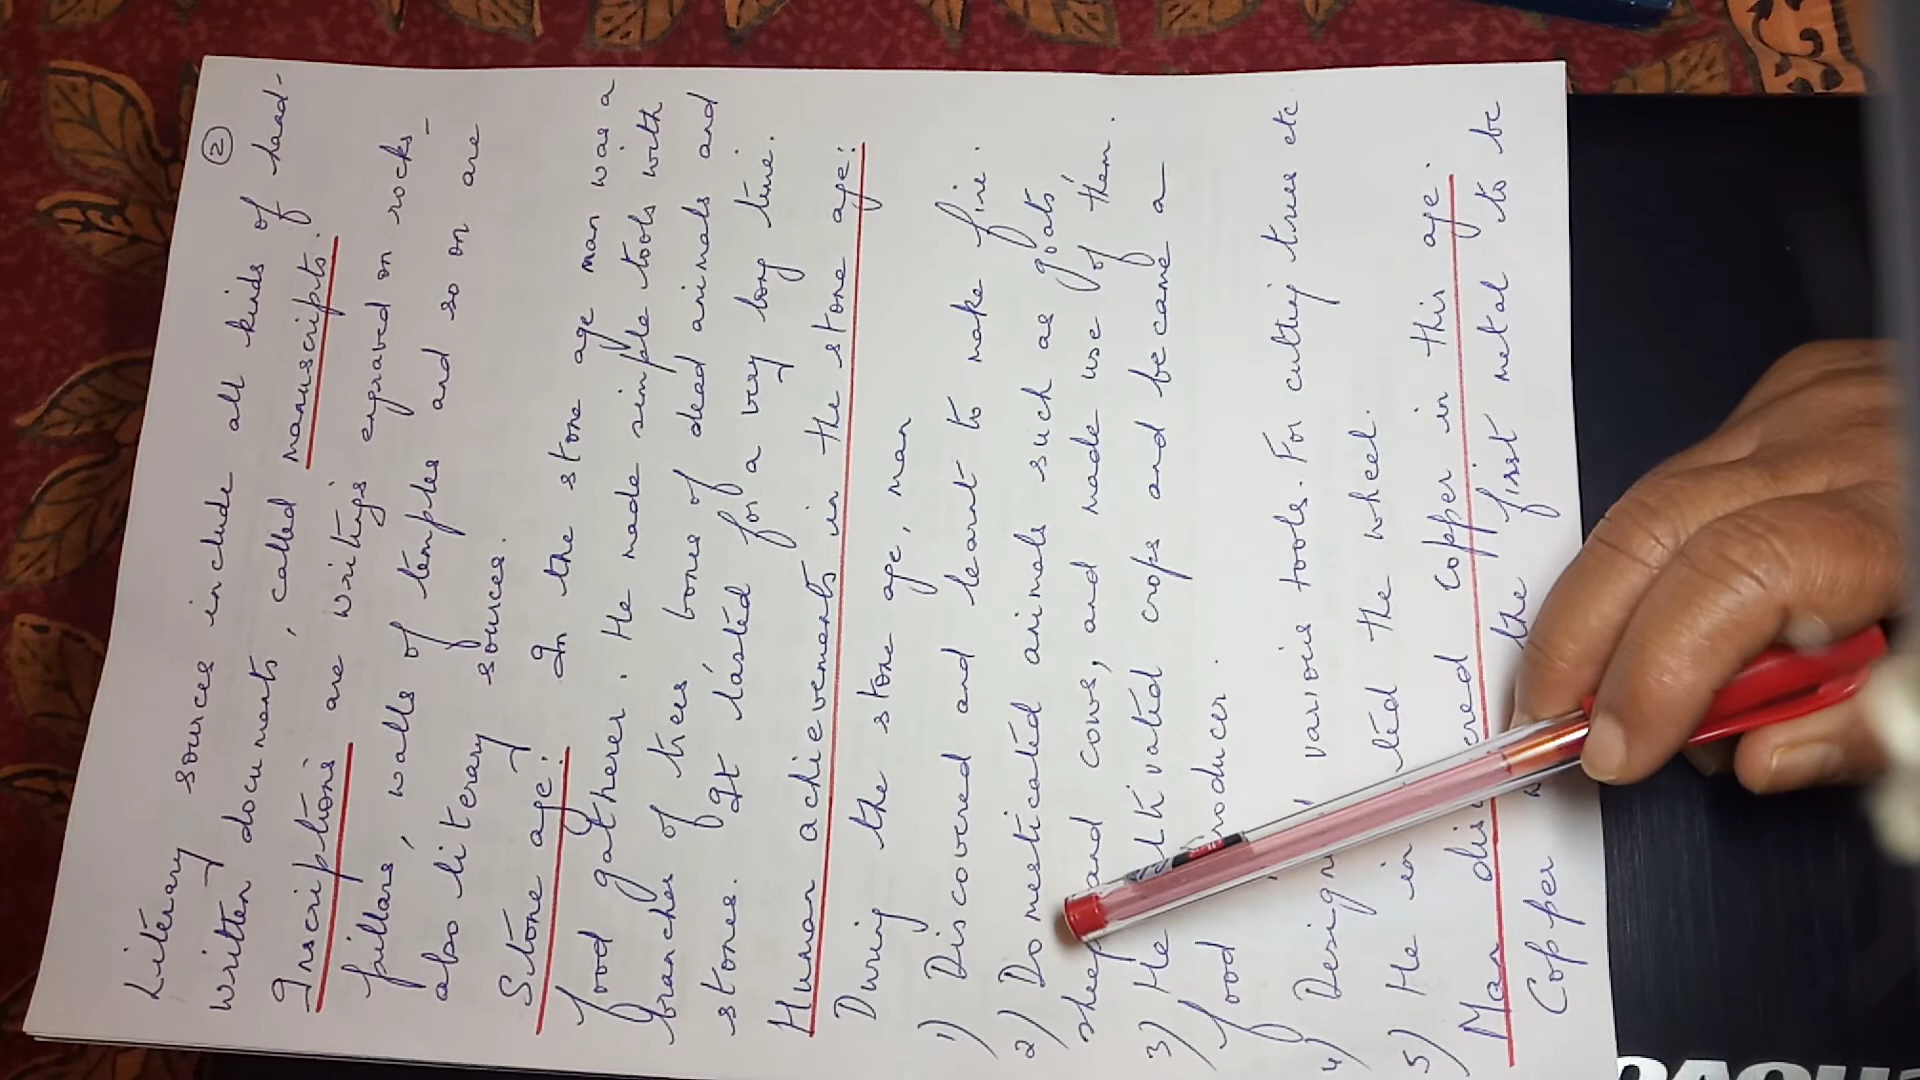 ②
Literary sources include all kinds of hand-
written documents, called manuscripts.
Inscriptions are writings engraved on rocks-
pillars, walls of temples and so on are
also literary sources.
Stone age: In the stone age man was a
food gatherer. He made simple tools with
branches of trees bones of dead animals and
stones. It lasted for a very long time.
Human achievements in the stone age:
During the stone age, man
1) Discovered and learnt to make fire.
2) Domesticated animals such as goats,
sheep and cows, and made use of them.
3) He cultivated crops and became a
food producer.
4) Design various tools. For cutting trees etc
5) He in ted the wheel.
Man dis ered copper in this age.
Copper the first metal to be